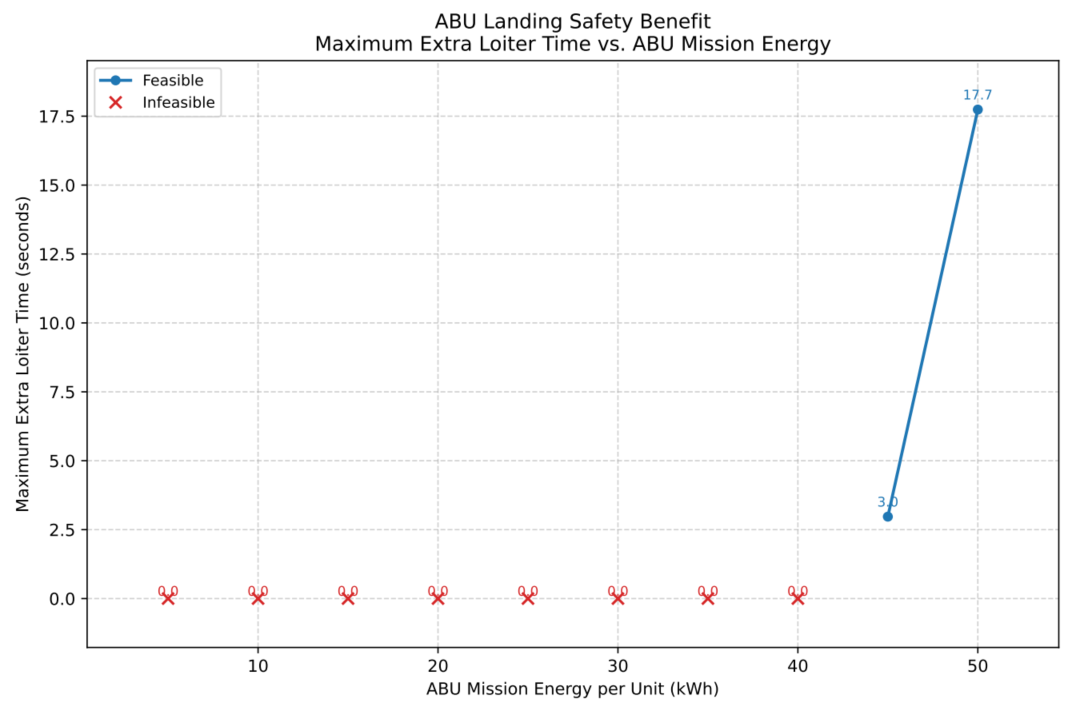 ABU Landing Safety Benefit
Maximum Extra Loiter Time vs. ABU Mission Energy
Feasible
Infeasible
Maximum Extra Loiter Time (seconds)
17.5
15.0
12.5
10.0
7.5
5.0
2.5
0.0
17.7
3.0
0.0 0.0 0.0 0.0 0.0 0.0 0.0 0.0
10 20 30 40 50
ABU Mission Energy per Unit (kWh)